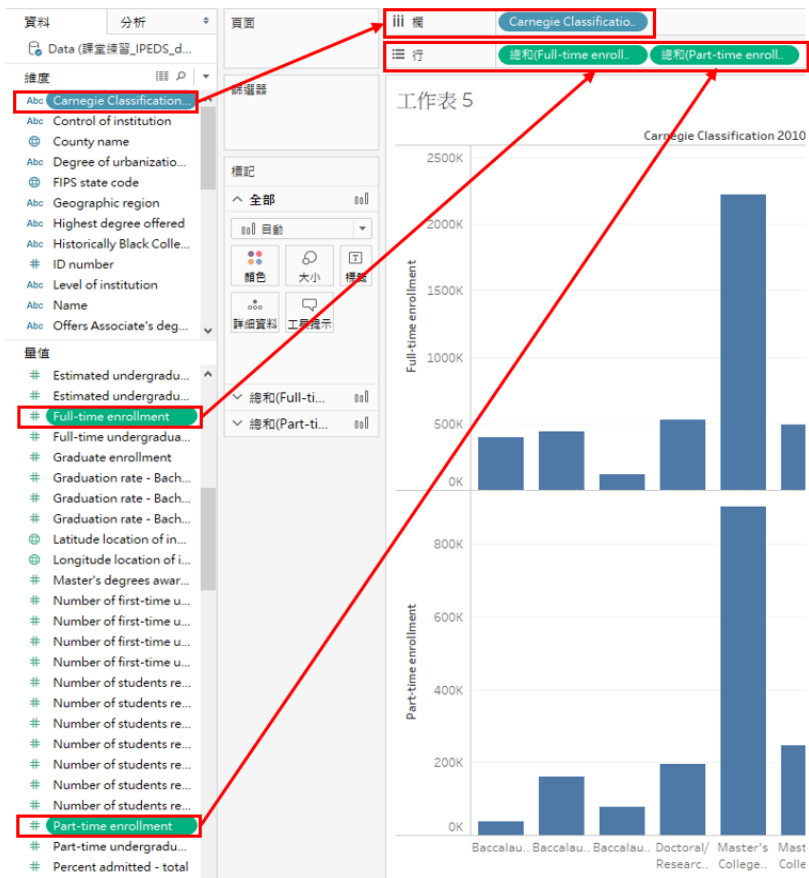 資料
分析
Data (課堂練習_IPEDS_d...
維度
Abc Carnegie Classification...
Abc Control of institution
County name
Abc Degree of urbanizatio...
FIPS state code
Abc Geographic region
Abc Highest degree offered
Abc Historically Black Colle...
# ID number
Abc Level of institution
Abc Name
Abc Offers Associate's deg...
量值
# Estimated undergradu...
# Estimated undergradu...
# Full-time enrollment
# Full-time undergradua...
# Graduate enrollment
# Graduation rate - Bach...
# Graduation rate - Bach...
# Graduation rate - Bach...
Latitude location of in...
Longitude location of i...
# Master's degrees awar...
# Number of first-time u...
# Number of first-time u...
# Number of first-time u...
# Number of first-time u...
# Number of students re...
# Number of students re...
# Number of students re...
# Number of students re...
# Number of students re...
# Number of students re...
# Part-time enrollment
# Part-time undergradu...
# Percent admitted - total
頁面
篩選器
標記
全部
自動
顏色
大小
標籤
詳細資料
工具提示
總和(Full-ti...
總和(Part-ti...
欄
Carnegie Classificatio..
行
總和(Full-time enroll..
總和(Part-time enroll..
工作表 5
Carnegie Classification 2010
Full-time enrollment
2500K
2000K
1500K
1000K
500K
0K
Part-time enrollment
800K
600K
400K
200K
0K
Baccalau..
Baccalau..
Baccalau..
Doctoral/
Researc..
Master's
College..
Mast
Colle